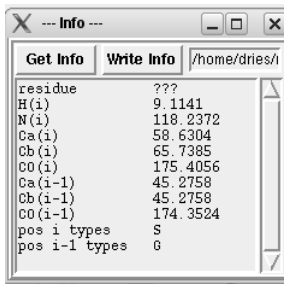 --- Info ---
Get Info Write Info /home/dries/
residue ???
H(i) 9.1141
N(i) 118.2372
Ca(i) 58.6304
Cb(i) 65.7385
CO(i) 175.4056
Ca(i-1) 45.2758
Cb(i-1) 45.2758
CO(i-1) 174.3524
pos i types S
pos i-1 types G